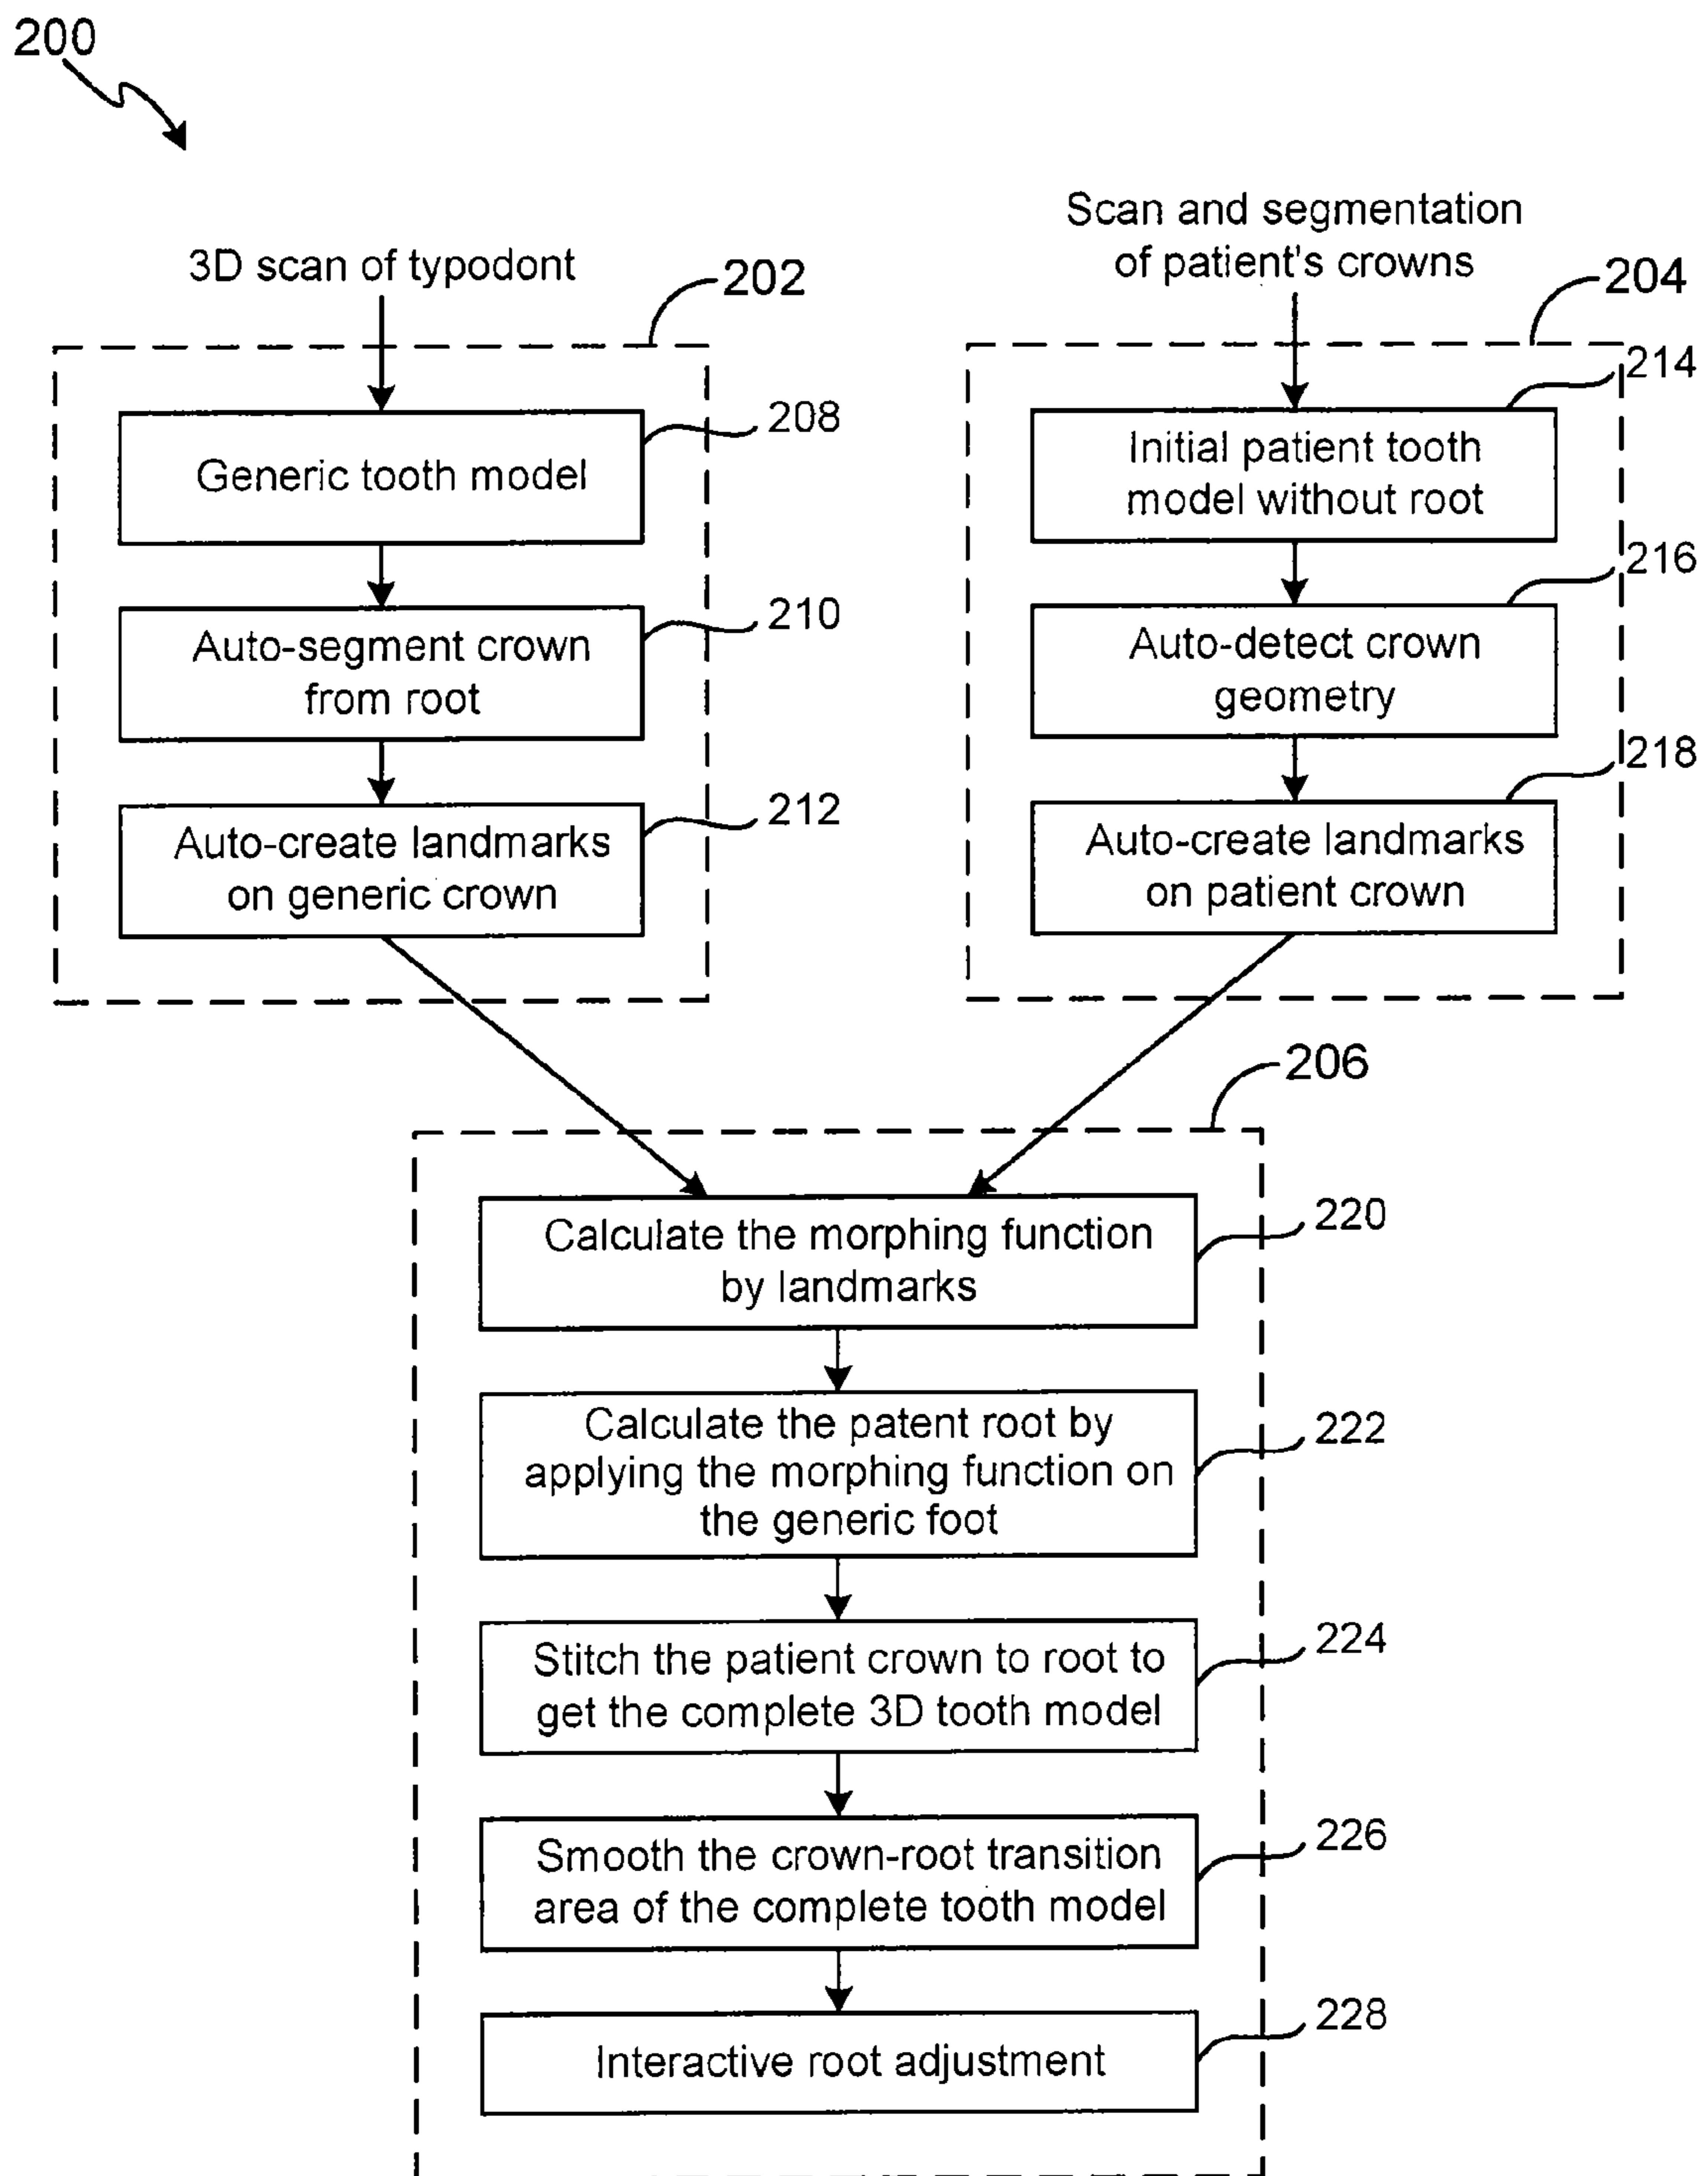 200
3D scan of typodont
202
208
Generic tooth model
210
Auto-segment crown
from root
212
Auto-create landmarks
on generic crown
Scan and segmentation
of patient's crowns
204
214
Initial patient tooth
model without root
216
Auto-detect crown
geometry
218
Auto-create landmarks
on patient crown
206
220
Calculate the morphing function
by landmarks
222
Calculate the patent root by
applying the morphing function on
the generic foot
224
Stitch the patient crown to root to
get the complete 3D tooth model
226
Smooth the crown-root transition
area of the complete tooth model
228
Interactive root adjustment